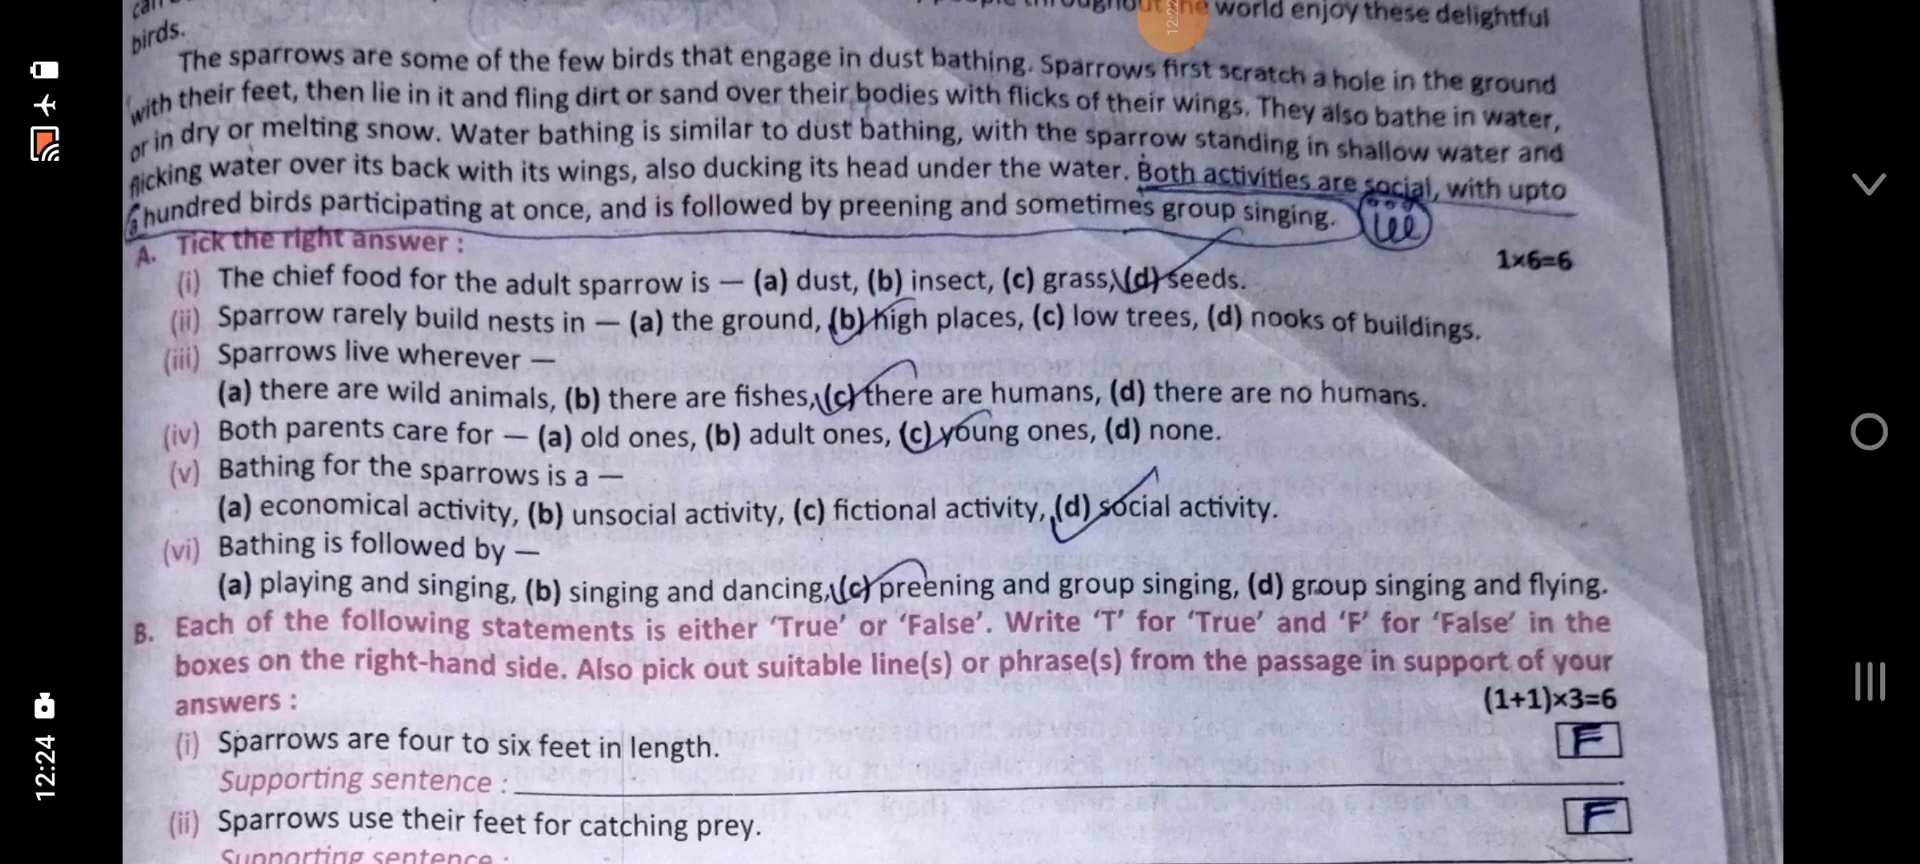 birds.
the world enjoy these delightful
The sparrows are some of the few birds that engage in dust bathing. Sparrows first scratch a hole in the ground
with their feet, then lie in it and fling dirt or sand over their bodies with flicks of their wings. They also bathe in water,
or in dry or melting snow. Water bathing is similar to dust bathing, with the sparrow standing in shallow water and
flicking water over its back with its wings, also ducking its head under the water. Both activities are social, with upto
a hundred birds participating at once, and is followed by preening and sometimes group singing. iii
A. Tick the right answer : 1×6=6
(i) The chief food for the adult sparrow is — (a) dust, (b) insect, (c) grass, (d) seeds.
(ii) Sparrow rarely build nests in — (a) the ground, (b) high places, (c) low trees, (d) nooks of buildings.
(iii) Sparrows live wherever —
(a) there are wild animals, (b) there are fishes, (c) there are humans, (d) there are no humans.
(iv) Both parents care for — (a) old ones, (b) adult ones, (c) young ones, (d) none.
(v) Bathing for the sparrows is a —
(a) economical activity, (b) unsocial activity, (c) fictional activity, (d) social activity.
(vi) Bathing is followed by —
(a) playing and singing, (b) singing and dancing, (c) preening and group singing, (d) group singing and flying.
B. Each of the following statements is either ‘True’ or ‘False’. Write ‘T’ for ‘True’ and ‘F’ for ‘False’ in the
boxes on the right-hand side. Also pick out suitable line(s) or phrase(s) from the passage in support of your
answers : (1+1)×3=6
(i) Sparrows are four to six feet in length. F
Supporting sentence :
(ii) Sparrows use their feet for catching prey. F
Supporting sentence :
12:24
12:22